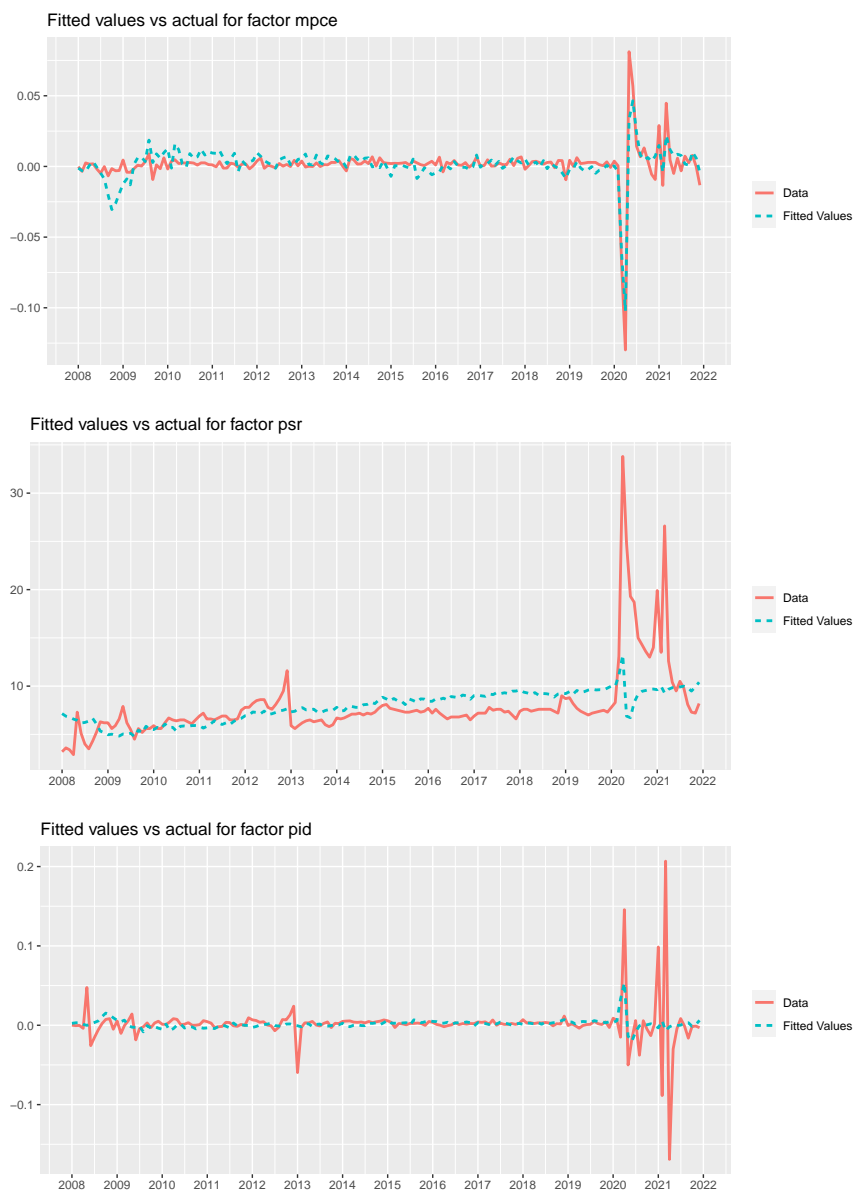 Fitted values vs actual for factor mpce
0.05
0.00
−0.05
−0.10
2008 2009 2010 2011 2012 2013 2014 2015 2016 2017 2018 2019 2020 2021 2022
Data
Fitted Values
Fitted values vs actual for factor psr
30
20
10
2008 2009 2010 2011 2012 2013 2014 2015 2016 2017 2018 2019 2020 2021 2022
Data
Fitted Values
Fitted values vs actual for factor pid
0.2
0.1
0.0
−0.1
2008 2009 2010 2011 2012 2013 2014 2015 2016 2017 2018 2019 2020 2021 2022
Data
Fitted Values